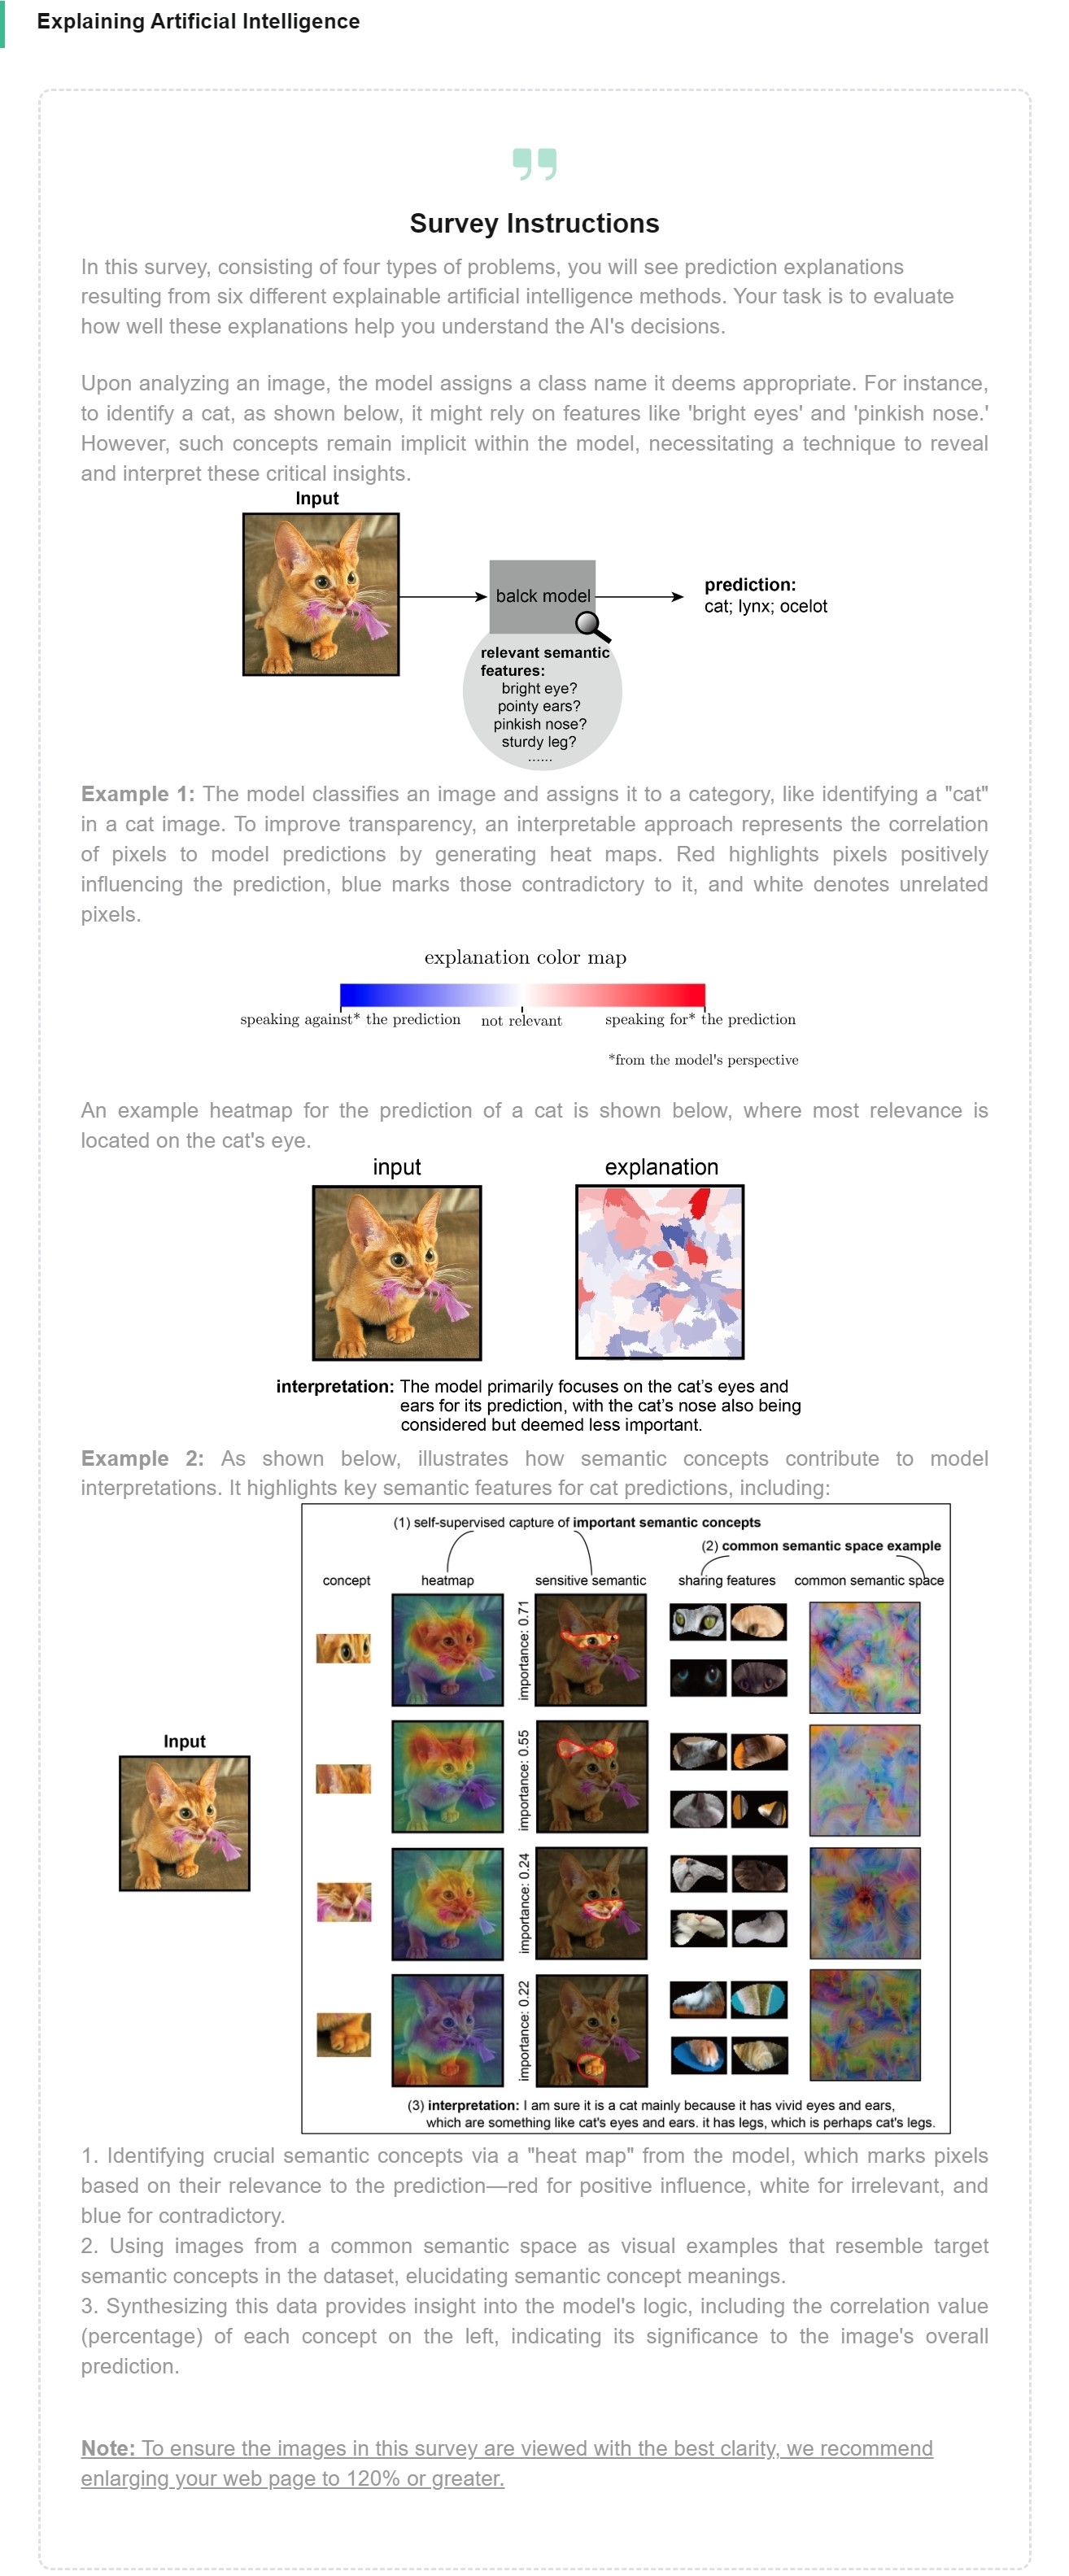 Explaining Artificial Intelligence
Survey Instructions
In this survey, consisting of four types of problems, you will see prediction explanations
resulting from six different explainable artificial intelligence methods. Your task is to evaluate
how well these explanations help you understand the AI's decisions.
Upon analyzing an image, the model assigns a class name it deems appropriate. For instance,
to identify a cat, as shown below, it might rely on features like 'bright eyes' and 'pinkish nose.'
However, such concepts remain implicit within the model, necessitating a technique to reveal
and interpret these critical insights.
Input
balck model
prediction:
cat; lynx; ocelot
relevant semantic
features:
bright eye?
pointy ears?
pinkish nose?
sturdy leg?
......
Example 1: The model classifies an image and assigns it to a category, like identifying a "cat"
in a cat image. To improve transparency, an interpretable approach represents the correlation
of pixels to model predictions by generating heat maps. Red highlights pixels positively
influencing the prediction, blue marks those contradictory to it, and white denotes unrelated
pixels.
explanation color map
speaking against* the prediction not relevant speaking for* the prediction
*from the model's perspective
An example heatmap for the prediction of a cat is shown below, where most relevance is
located on the cat's eye.
input explanation
interpretation: The model primarily focuses on the cat's eyes and
ears for its prediction, with the cat's nose also being
considered but deemed less important.
Example 2: As shown below, illustrates how semantic concepts contribute to model
interpretations. It highlights key semantic features for cat predictions, including:
(1) self-supervised capture of important semantic concepts
(2) common semantic space example
concept heatmap sensitive semantic sharing features common semantic space
importance: 0.71
importance: 0.55
Input
importance: 0.24
importance: 0.22
(3) interpretation: I am sure it is a cat mainly because it has vivid eyes and ears,
which are something like cat's eyes and ears. it has legs, which is perhaps cat's legs.
1. Identifying crucial semantic concepts via a "heat map" from the model, which marks pixels
based on their relevance to the prediction—red for positive influence, white for irrelevant, and
blue for contradictory.
2. Using images from a common semantic space as visual examples that resemble target
semantic concepts in the dataset, elucidating semantic concept meanings.
3. Synthesizing this data provides insight into the model's logic, including the correlation value
(percentage) of each concept on the left, indicating its significance to the image's overall
prediction.
Note: To ensure the images in this survey are viewed with the best clarity, we recommend
enlarging your web page to 120% or greater.